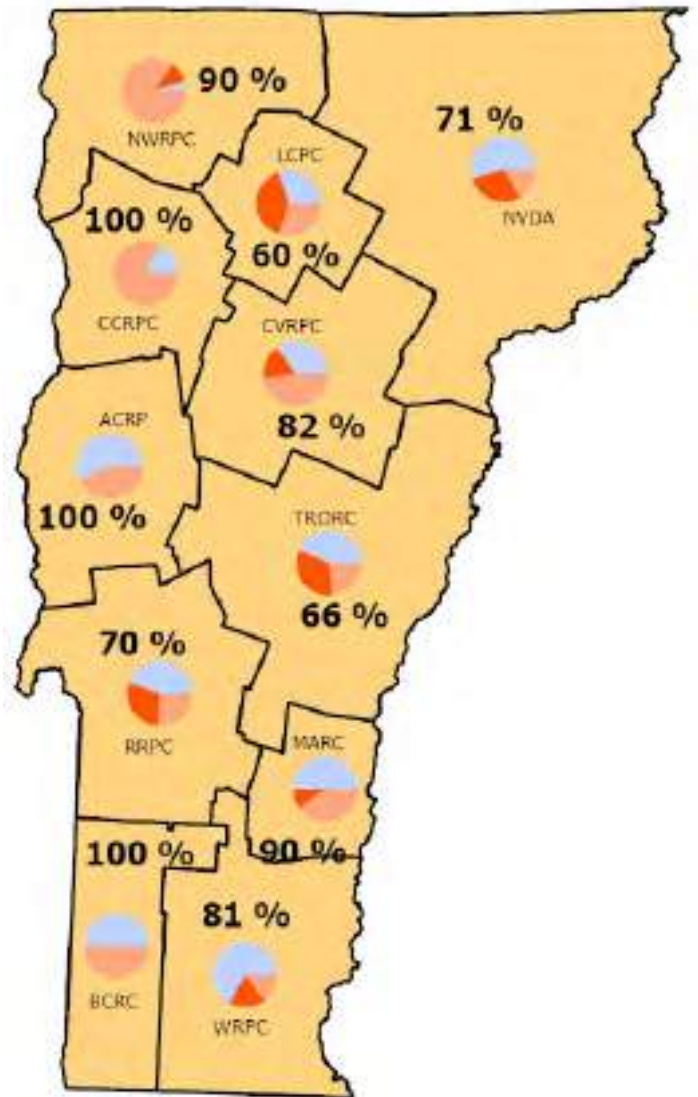 90 %
NWRPC
71 %
LCPC
NVDA
100 %
60 %
CCRPC
CVRPC
82 %
ACRP
100 %
TRORC
66 %
70 %
RRPC
MARC
100 %
90 %
81 %
BCRC
WRPC